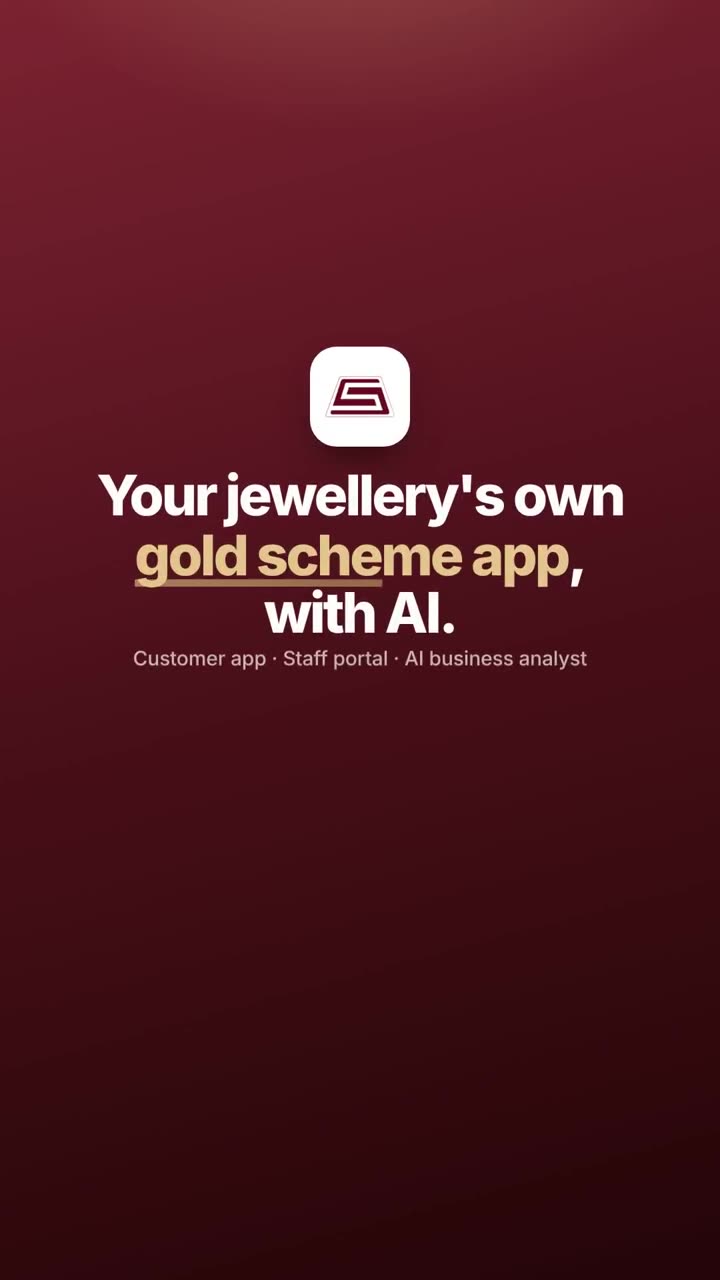 Your jewellery's own
gold scheme app,
with AI.
Customer app · Staff portal · AI business analyst